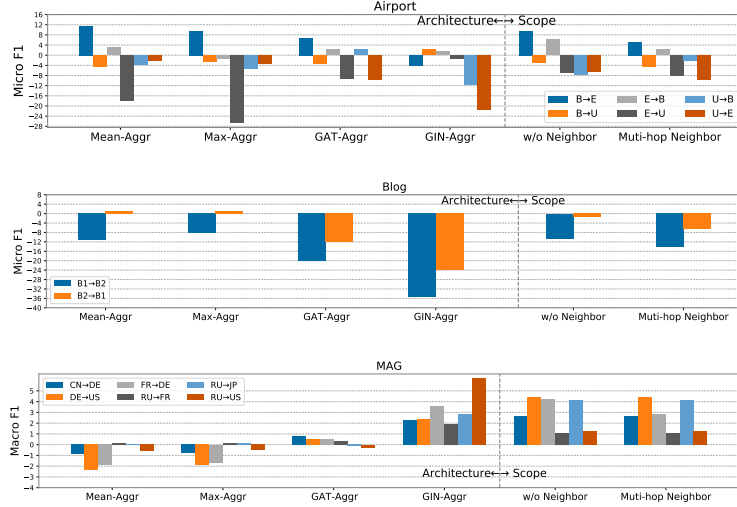 Airport
Architecture←→ Scope
Micro F1
16
12
8
4
0
−4
−8
−12
−16
−20
−24
−28
B→E
E→B
U→B
B→U
E→U
U→E
Mean-Aggr
Max-Aggr
GAT-Aggr
GIN-Aggr
w/o Neighbor
Muti-hop Neighbor
Blog
Architecture←→ Scope
Micro F1
8
4
0
−4
−8
−12
−16
−20
−24
−28
−32
−36
−40
B1→B2
B2→B1
Mean-Aggr
Max-Aggr
GAT-Aggr
GIN-Aggr
w/o Neighbor
Muti-hop Neighbor
MAG
Macro F1
5
4
3
2
1
0
−1
−2
−3
−4
CN→DE
FR→DE
RU→JP
DE→US
RU→FR
RU→US
Architecture←→ Scope
Mean-Aggr
Max-Aggr
GAT-Aggr
GIN-Aggr
w/o Neighbor
Muti-hop Neighbor